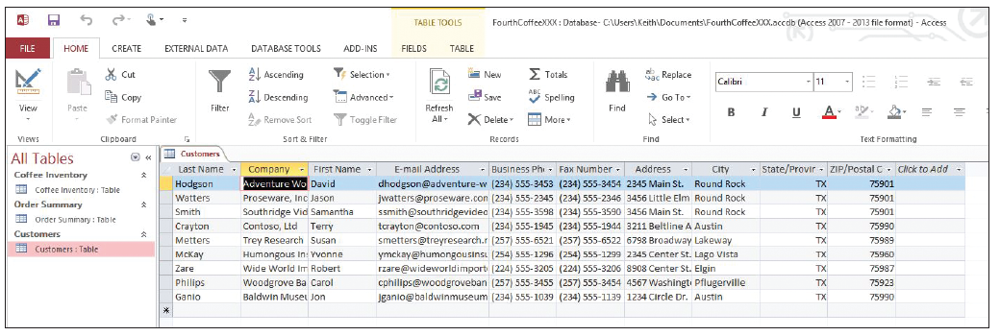 TABLE TOOLS
FourthCoffeeXXX : Database- C:\Users\Keith\Documents\FourthCoffeeXXX.accdb (Access 2007 - 2013 file format) - Access
FILE HOME CREATE EXTERNAL DATA DATABASE TOOLS ADD-INS FIELDS TABLE
View
Views
Paste
Cut
Copy
Format Painter
Clipboard
Filter
Ascending
Descending
Remove Sort
Selection
Advanced
Toggle Filter
Sort & Filter
Refresh
All
New
Save
Delete
Totals
Spelling
More
Records
Find
Replace
Go To
Select
Find
Calibri 11
B I U A
Text Formatting
All Tables
Coffee Inventory
Coffee Inventory : Table
Order Summary
Order Summary : Table
Customers
Customers : Table
Customers
Last Name Company First Name E-mail Address Business Ph Fax Number Address City State/Provir ZIP/Postal C Click to Add
Hodgson Adventure Wo David dhodgson@adventure-w (234) 555-3453 (234) 555-3454 2345 Main St. Round Rock TX 75901
Watters Proseware, Inc Jason jwatters@proseware.con (234) 555-2345 (234) 555-2346 3456 Little Elm Round Rock TX 75901
Smith Southridge Vid Samantha ssmith@southridgevideo (234) 555-3598 (234) 555-3590 3456 Main St. Round Rock TX 75901
Crayton Contoso, Ltd Terry tcrayton@contoso.com (234) 555-1945 (234) 555-1944 3211 Beltline A Austin TX 75990
Metters Trey Research Susan smetters@treyresearch.r (257) 555-6521 (257) 555-6522 6798 Broadway Lakeway TX 75989
McKay Humongous In Yvonne ymckay@humongousinsu (234) 555-1296 (254) 555-1299 2345 Center St. Lago Vista TX 75960
Zare Wide World Im Robert rzare@wideworldimport (234) 555-3205 (234) 555-3206 8908 Center St. Elgin TX 75987
Philips Woodgrove Ba Carol cphilips@woodgroveban (257) 555-3455 (257) 555-3454 4567 Washingt Pflugerville TX 75923
Ganio Baldwin Museu Jon jganio@baldwinmuseum (234) 555-1039 (234) 555-1139 1234 Circle Dr. Austin TX 75990